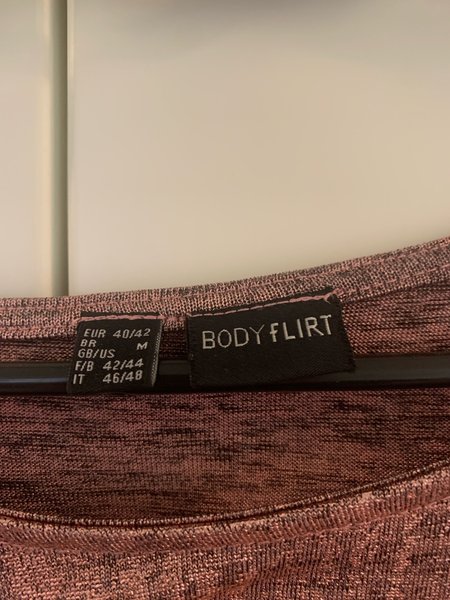 EUR 40/42
BR
GB/US M
F/B 42/44
IT 46/48
BODYfLIRT